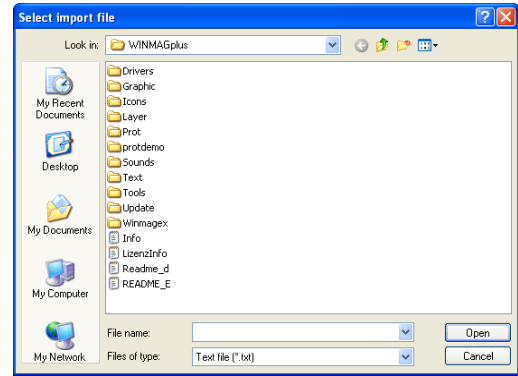 Select import file
Look in: WINMAGplus
My Recent Documents
Desktop
My Documents
My Computer
My Network
Drivers
Graphic
Icons
Layer
Prot
protdemo
Sounds
Text
Tools
Update
Winmagex
Info
LizenzInfo
Readme_d
README_E
File name: Open
Files of type: Text file (*.txt) Cancel